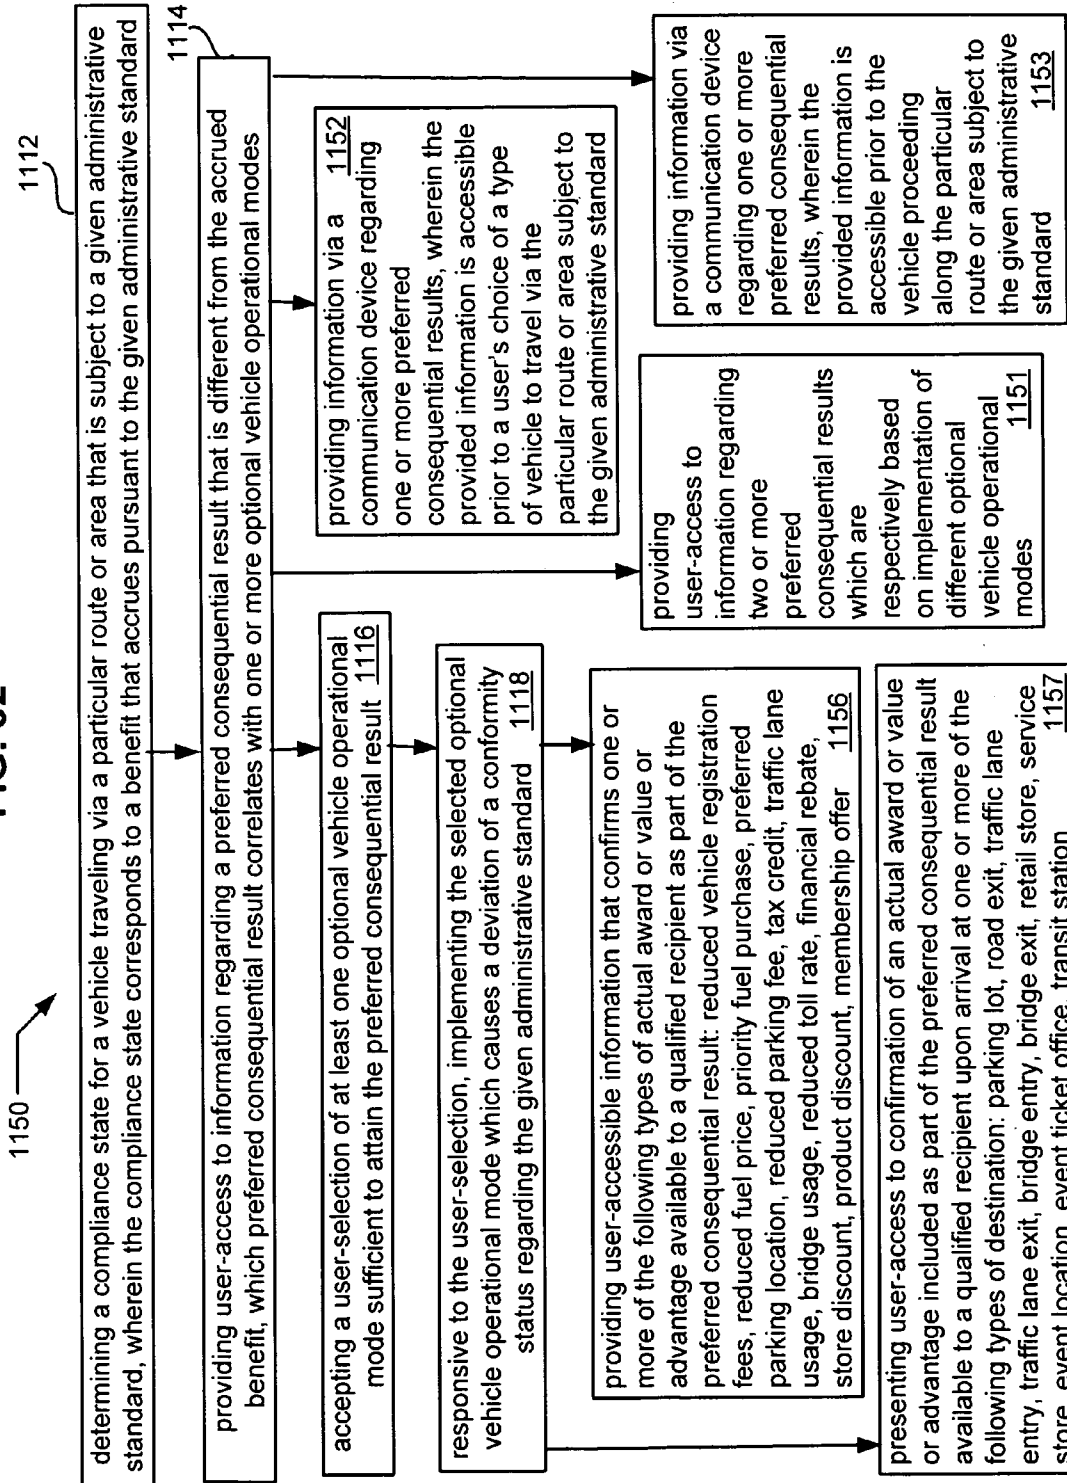 1150
1112
determining a compliance state for a vehicle traveling via a particular route or area that is subject to a given administrative
standard, wherein the compliance state corresponds to a benefit that accrues pursuant to the given administrative standard
1114
providing user-access to information regarding a preferred consequential result that is different from the accrued
benefit, which preferred consequential result correlates with one or more optional vehicle operational modes
accepting a user-selection of at least one optional vehicle operational
mode sufficient to attain the preferred consequential result 1116
responsive to the user-selection, implementing the selected optional
vehicle operational mode which causes a deviation of a conformity
status regarding the given administrative standard 1118
providing information via a 1152
communication device regarding
one or more preferred
consequential results, wherein the
provided information is accessible
prior to a user's choice of a type
of vehicle to travel via the
particular route or area subject to
the given administrative standard
providing user-accessible information that confirms one or
more of the following types of actual award or value or
advantage available to a qualified recipient as part of the
preferred consequential result: reduced vehicle registration
fees, reduced fuel price, priority fuel purchase, preferred
parking location, reduced parking fee, tax credit, traffic lane
usage, bridge usage, reduced toll rate, financial rebate,
store discount, product discount, membership offer 1156
providing
user-access to
information regarding
two or more
preferred
consequential results
which are
respectively based
on implementation of
different optional
vehicle operational
modes 1151
providing information via
a communication device
regarding one or more
preferred consequential
results, wherein the
provided information is
accessible prior to the
vehicle proceeding
along the particular
route or area subject to
the given administrative
standard 1153
presenting user-access to confirmation of an actual award or value
or advantage included as part of the preferred consequential result
available to a qualified recipient upon arrival at one or more of the
following types of destination: parking lot, road exit, traffic lane
entry, traffic lane exit, bridge entry, bridge exit, retail store, service
store, event location, event ticket office, transit station 1157